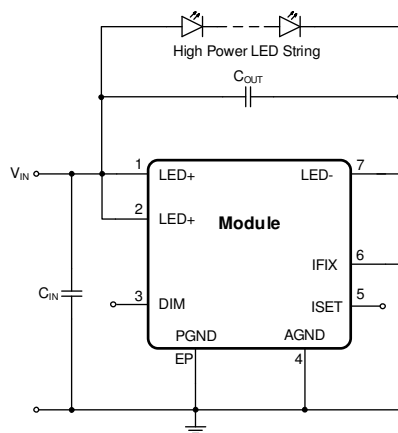 High Power LED String
COUT
VIN
1
LED+
LED-
7
2
LED+
Module
IFIX
6
CIN
3
DIM
ISET
5
PGND
AGND
EP
4